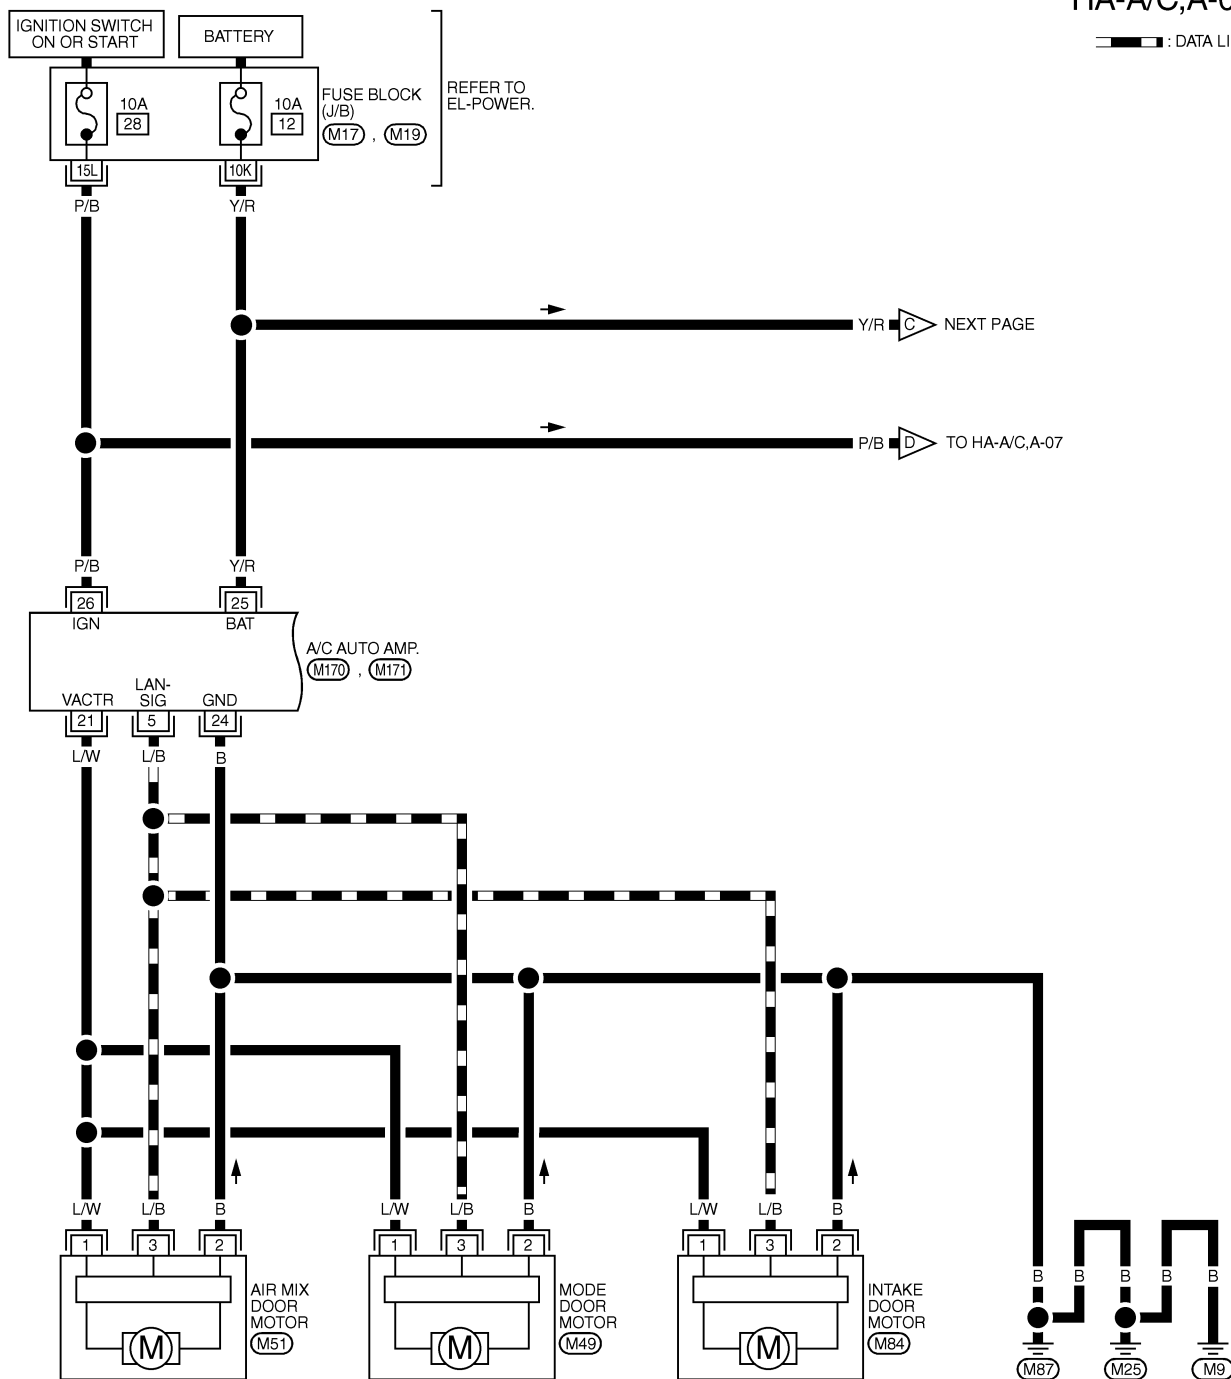 HA-A/C,A-0
: DATA LI
IGNITION SWITCH
ON OR START
BATTERY
10A
28
10A
12
FUSE BLOCK
(J/B)
M17 , M19
REFER TO
EL-POWER.
15L
10K
P/B
Y/R
Y/R
C
NEXT PAGE
P/B
D
TO HA-A/C,A-07
P/B
Y/R
26
25
IGN
BAT
A/C AUTO AMP.
M170 , M171
VACTR
LAN-
SIG
GND
21
5
24
L/W
L/B
B
L/W
L/B
B
L/W
L/B
B
L/W
L/B
B
1
3
2
1
3
2
1
3
2
AIR MIX
DOOR
MOTOR
M51
M
MODE
DOOR
MOTOR
M49
M
INTAKE
DOOR
MOTOR
M84
M
B
B
B
B
B
M87
M25
M9